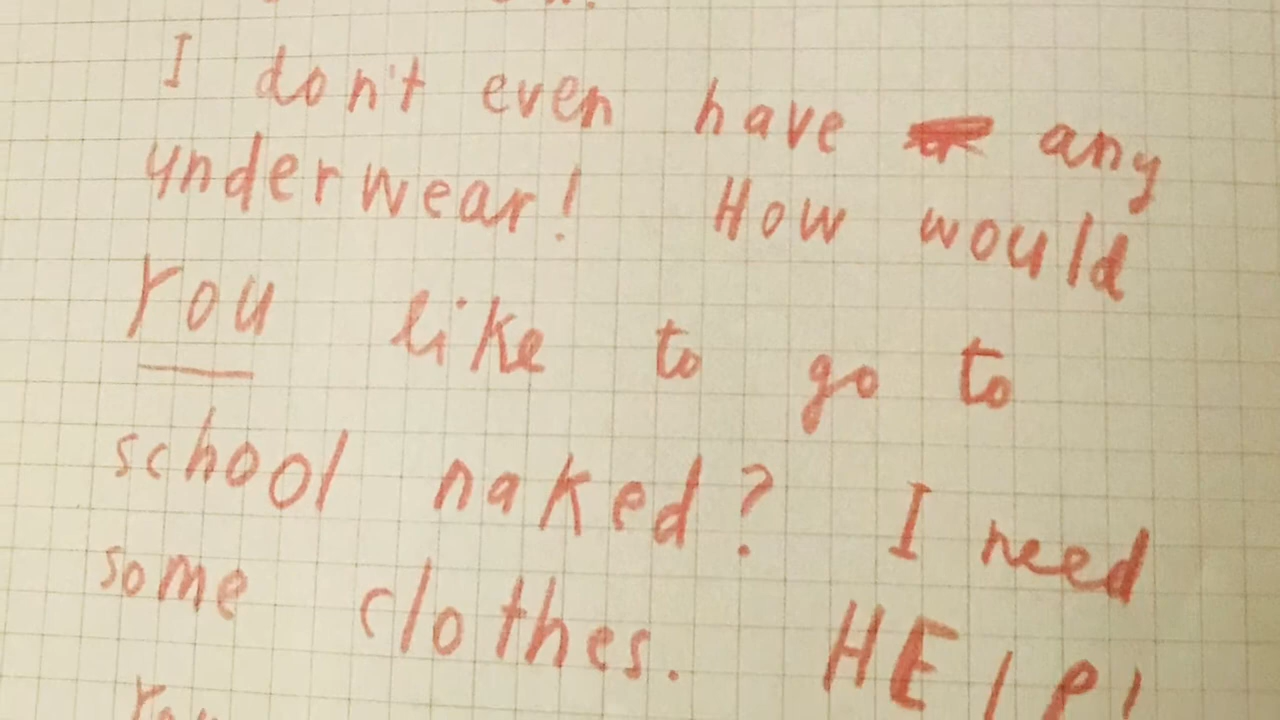 I don't even have any
underwear! How would
you like to go to
school naked? I need
some clothes. HElp!